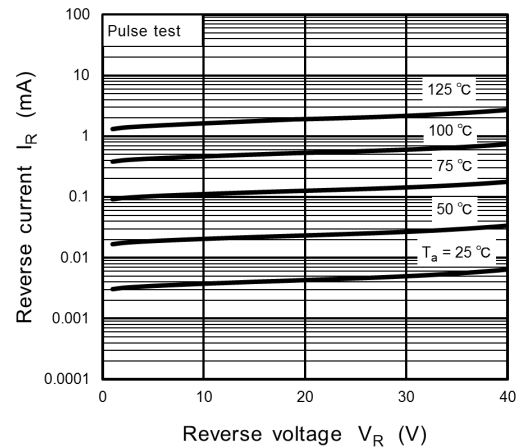 100
Pulse test
10
125 °C
1
100 °C
75 °C
0.1
50 °C
0.01
Ta = 25 °C
0.001
0.0001
0
10
20
30
40
Reverse current IR (mA)
Reverse voltage VR (V)